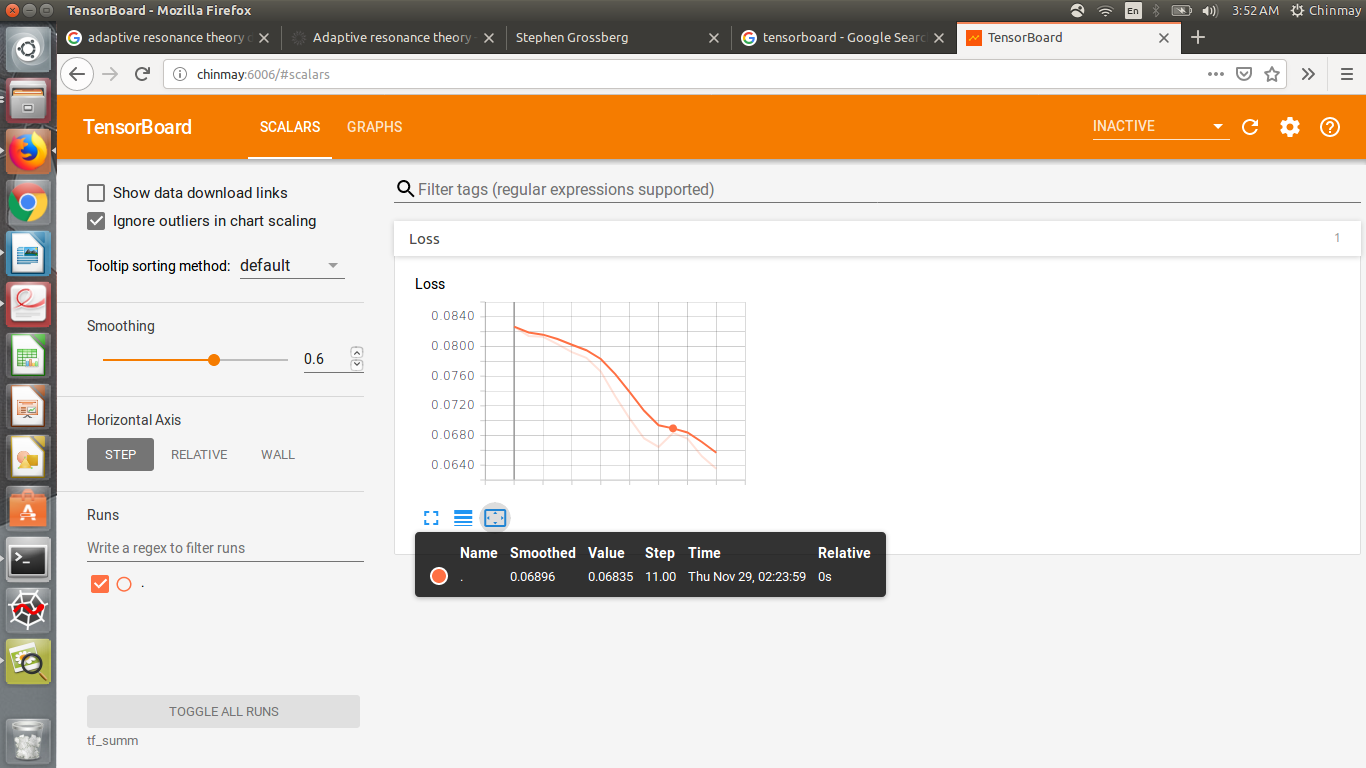 TensorBoard - Mozilla Firefox
En
3:52 AM
Chinmay
adaptive resonance theory
Adaptive resonance theory
Stephen Grossberg
tensorboard - Google Sear
TensorBoard
chinmay:6006/#scalars
TensorBoard
SCALARS
GRAPHS
INACTIVE
Show data download links
Ignore outliers in chart scaling
Tooltip sorting method: default
Smoothing
0.6
Horizontal Axis
STEP
RELATIVE
WALL
Runs
Write a regex to filter runs
.
TOGGLE ALL RUNS
tf_summ
Filter tags (regular expressions supported)
Loss
1
Loss
0.0840
0.0800
0.0760
0.0720
0.0680
0.0640
Name Smoothed Value Step Time Relative
. 0.06896 0.06835 11.00 Thu Nov 29, 02:23:59 0s